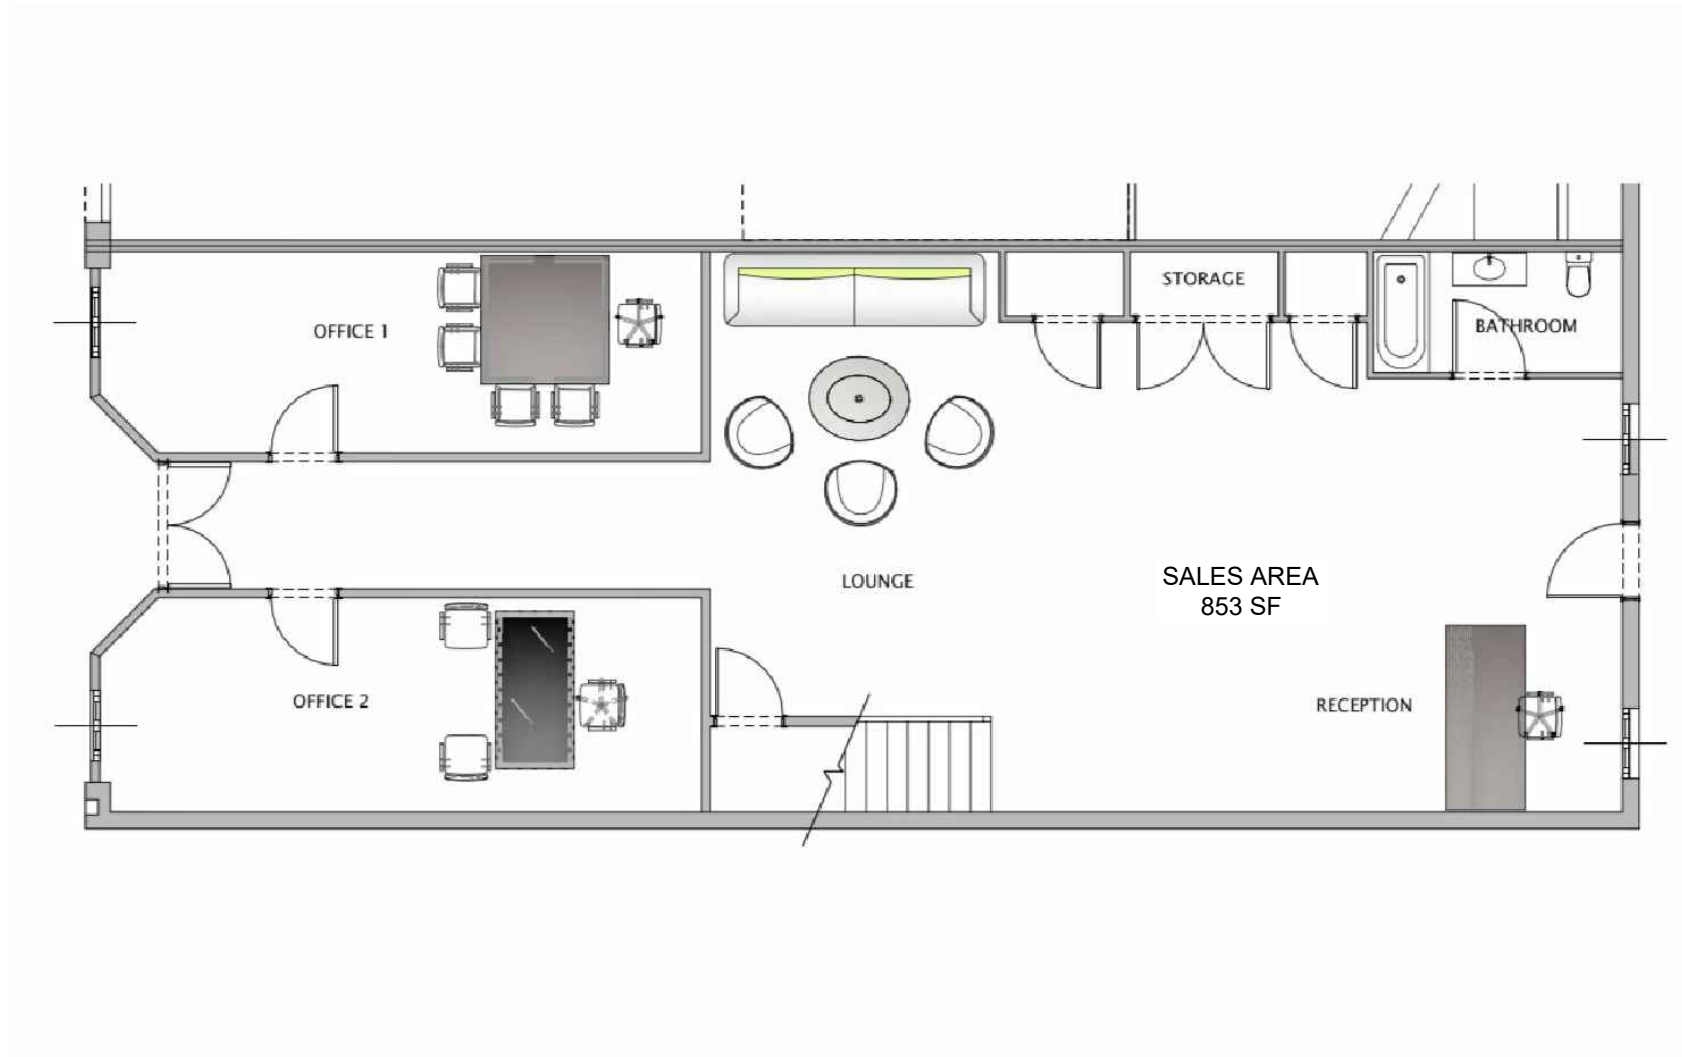 STORAGE
OFFICE 1
BATHROOM
LOUNGE
SALES AREA
853 SF
OFFICE 2
RECEPTION